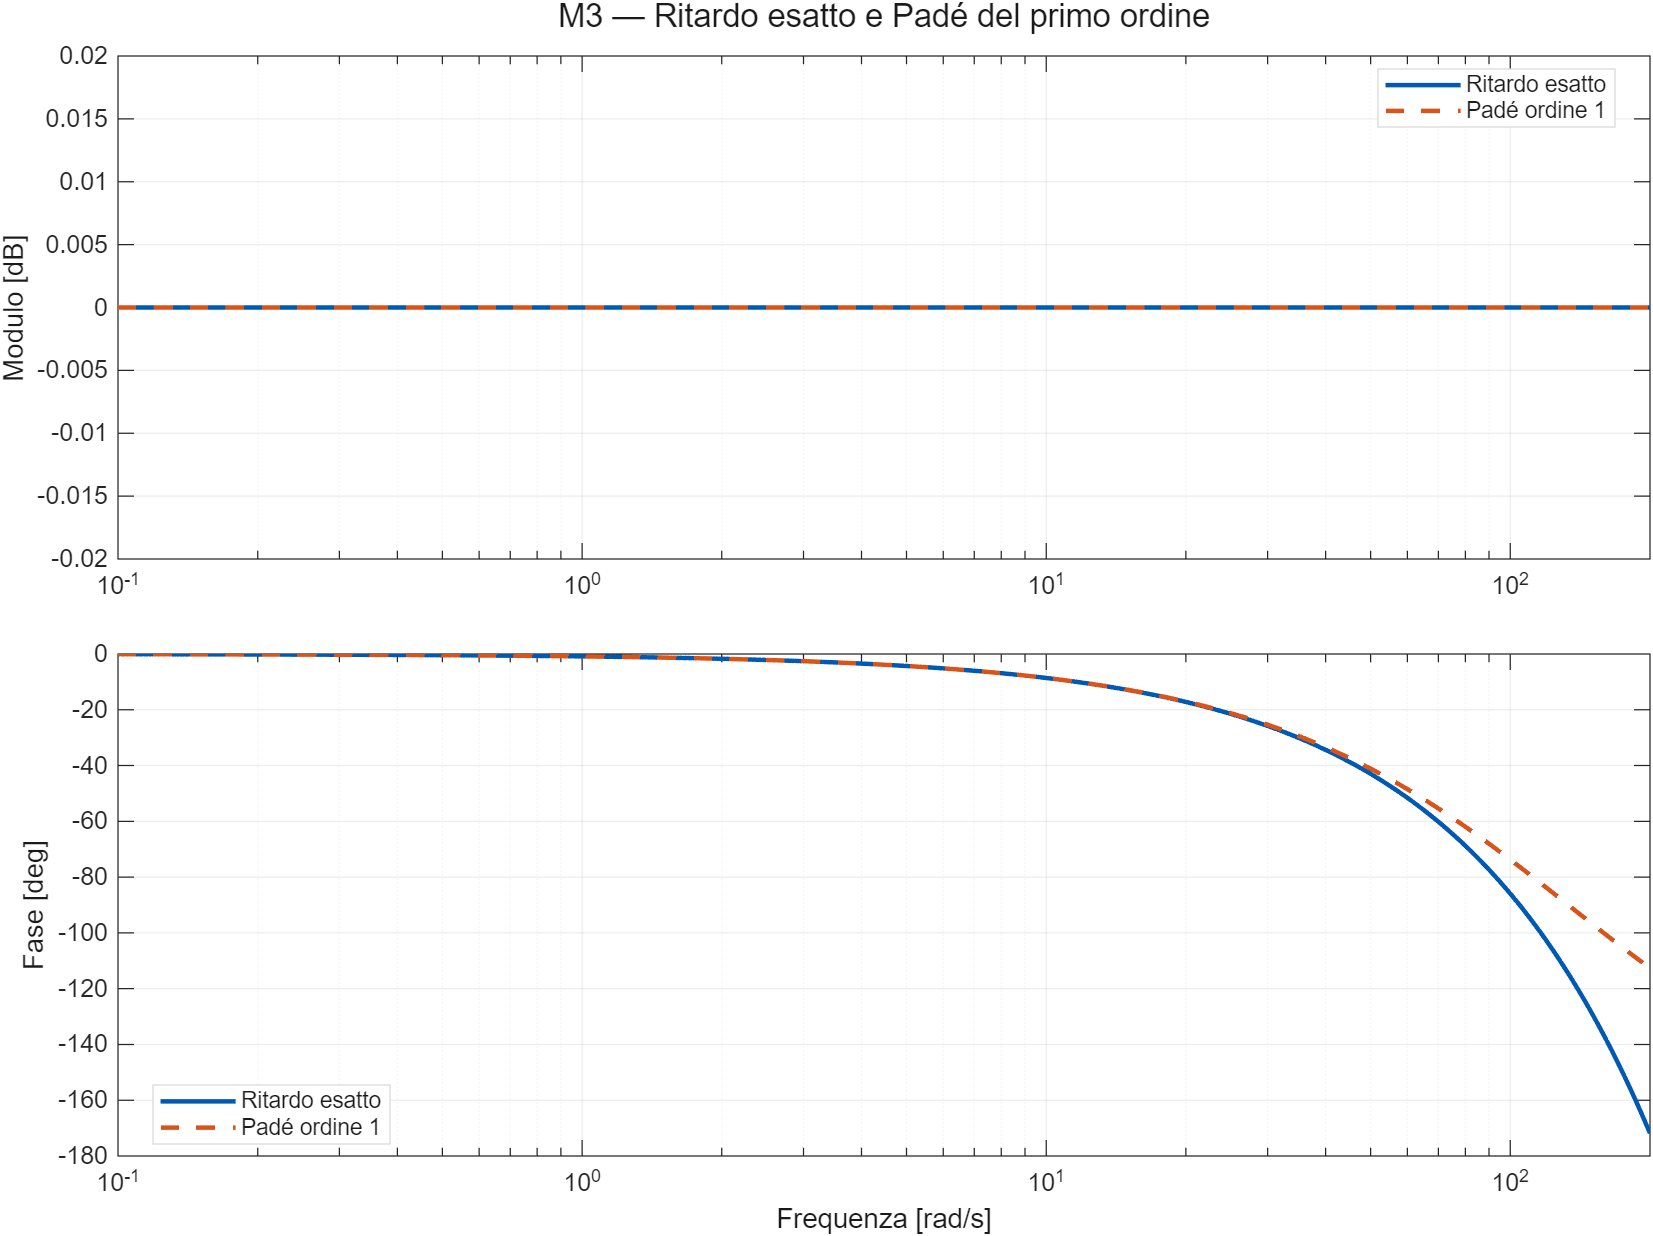 M3 — Ritardo esatto e Padé del primo ordine
0.02
0.015
0.01
0.005
0
-0.005
-0.01
-0.015
-0.02
Modulo [dB]
Ritardo esatto
Padé ordine 1
10-1 100 101 102
0
-20
-40
-60
-80
-100
-120
-140
-160
-180
Fase [deg]
Ritardo esatto
Padé ordine 1
10-1 100 101 102
Frequenza [rad/s]